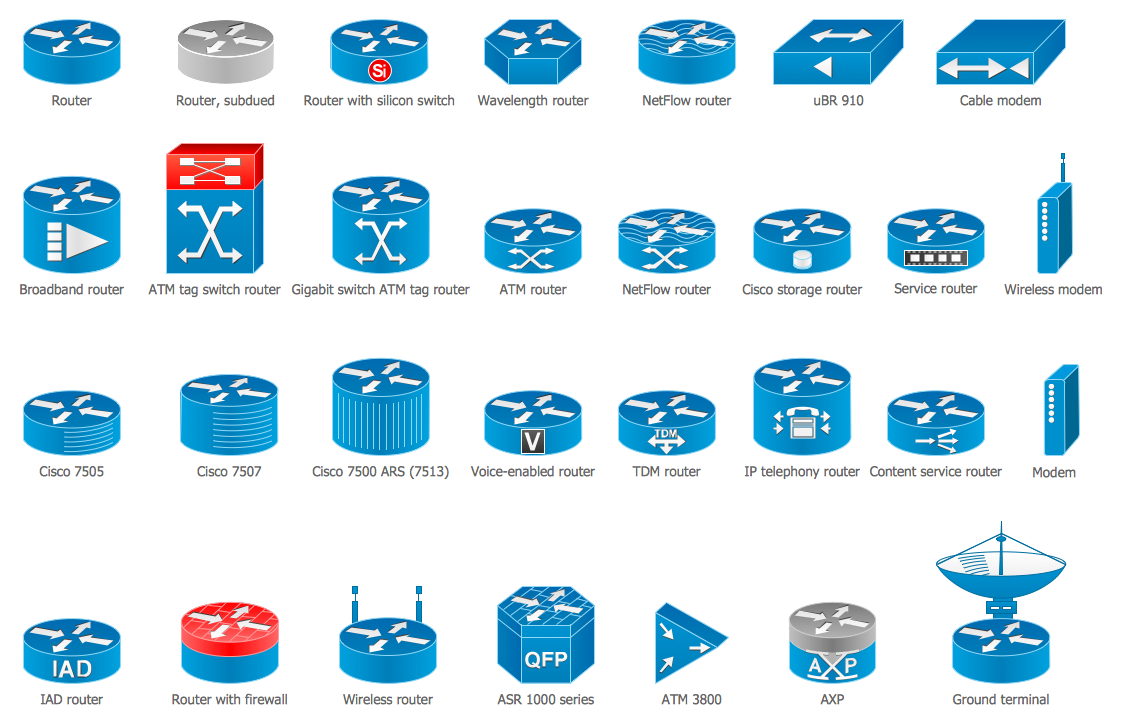 Si
Router
Router, subdued
Router with silicon switch
Wavelength router
NetFlow router
uBR 910
Cable modem
Broadband router
ATM tag switch router
Gigabit switch ATM tag router
ATM router
NetFlow router
Cisco storage router
Service router
Wireless modem
V
TDM
Cisco 7505
Cisco 7507
Cisco 7500 ARS (7513)
Voice-enabled router
TDM router
IP telephony router
Content service router
Modem
IAD
QFP
AXP
IAD router
Router with firewall
Wireless router
ASR 1000 series
ATM 3800
AXP
Ground terminal